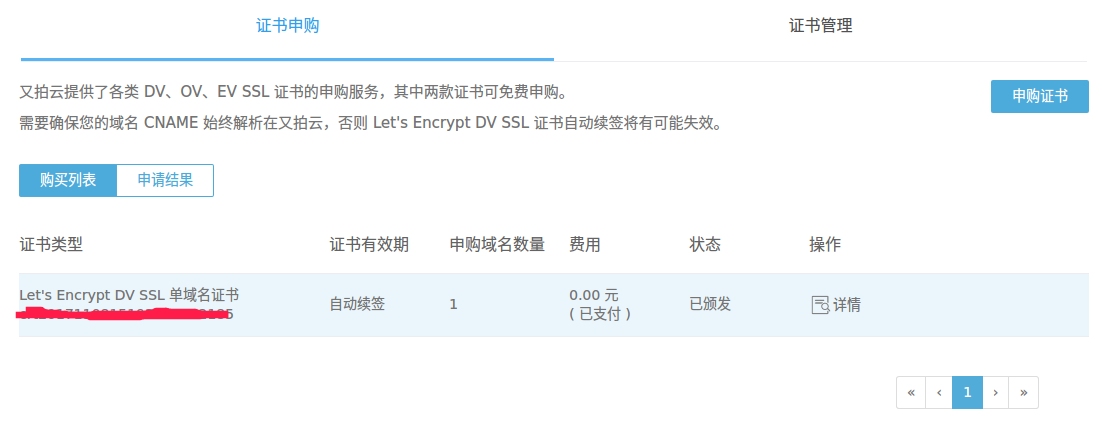 证书申购
证书管理
又拍云提供了各类 DV、OV、EV SSL 证书的申购服务，其中两款证书可免费申购。
申购证书
需要确保您的域名 CNAME 始终解析在又拍云，否则 Let's Encrypt DV SSL 证书自动续签将有可能失效。
购买列表
申请结果
证书类型 证书有效期 申购域名数量 费用 状态 操作
Let's Encrypt DV SSL 单域名证书
自动续签
1
0.00 元
( 已支付 )
已颁发
详情
« ‹ 1 › »